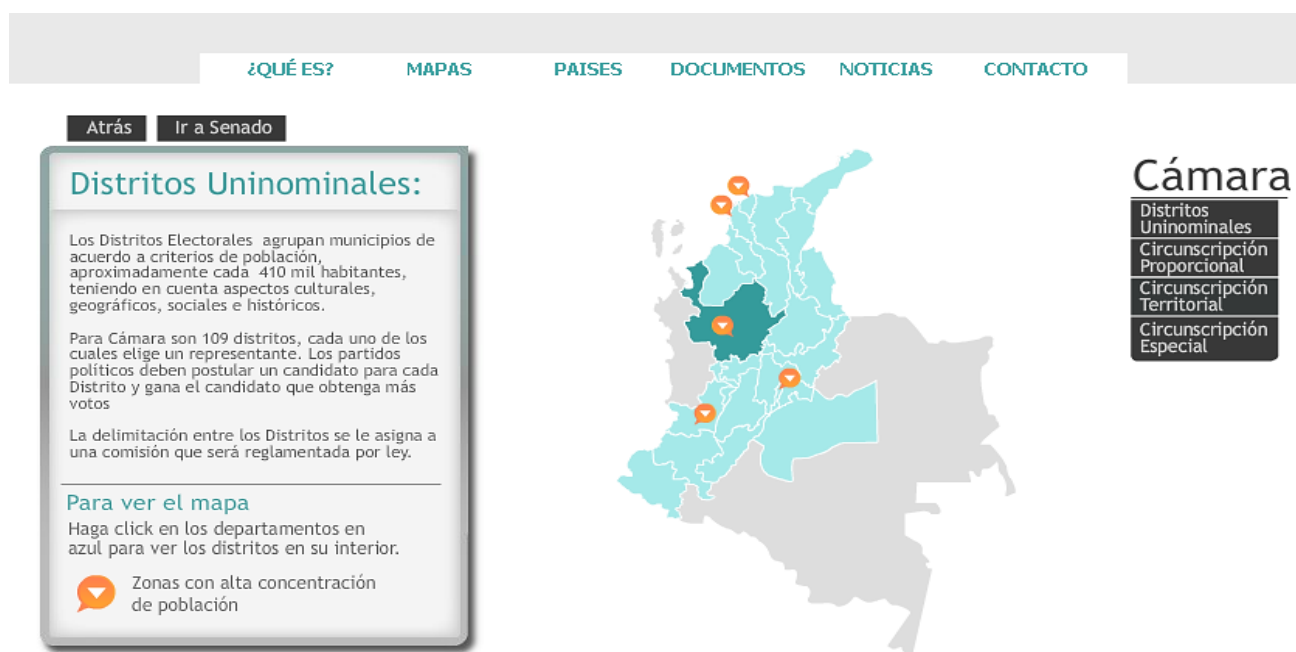 ¿QUÉ ES?
MAPAS
PAISES
DOCUMENTOS
NOTICIAS
CONTACTO
Atrás
Ir a Senado
Distritos Uninominales:
Los Distritos Electorales agrupan municipios de
acuerdo a criterios de población,
aproximadamente cada 410 mil habitantes,
teniendo en cuenta aspectos culturales,
geográficos, sociales e históricos.
Para Cámara son 109 distritos, cada uno de los
cuales elige un representante. Los partidos
políticos deben postular un candidato para cada
Distrito y gana el candidato que obtenga más
votos
La delimitación entre los Distritos se le asigna a
una comisión que será reglamentada por ley.
Para ver el mapa
Haga click en los departamentos en
azul para ver los distritos en su interior.
Zonas con alta concentración
de población
Cámara
Distritos
Uninominales
Circunscripción
Proporcional
Circunscripción
Territorial
Circunscripción
Especial